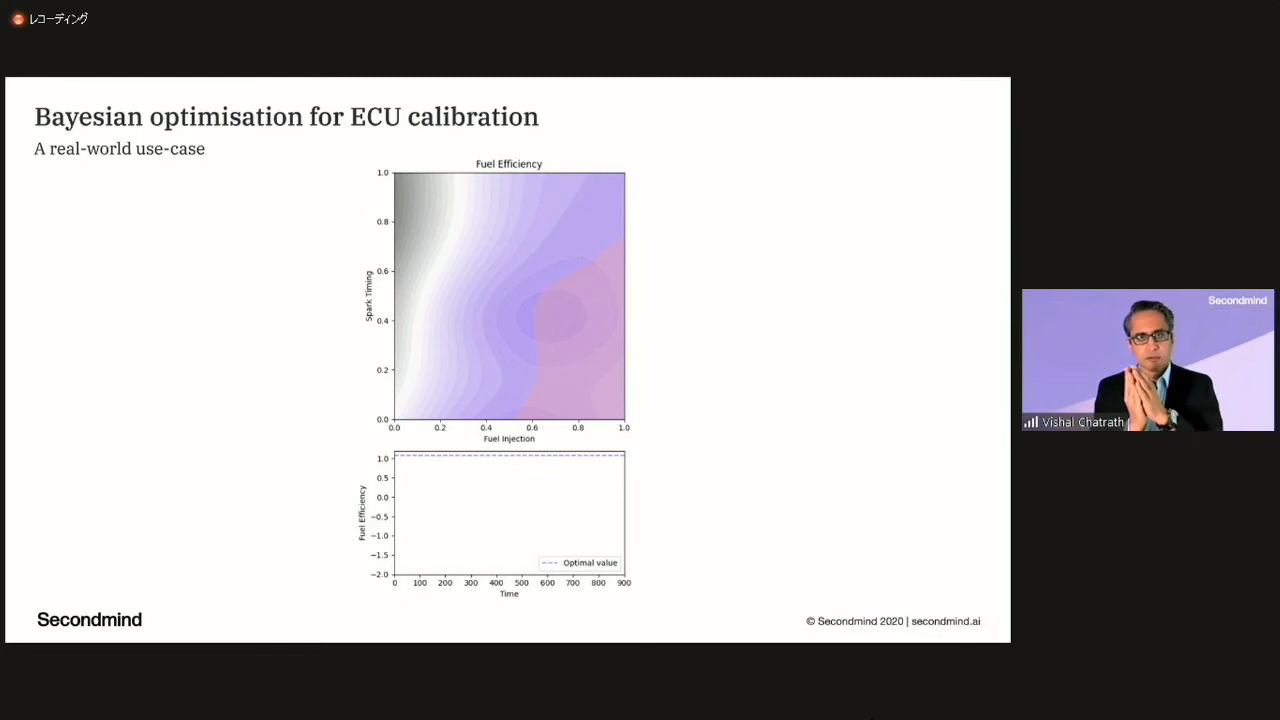 レコーディング
Bayesian optimisation for ECU calibration
A real-world use-case
Fuel Efficiency
1.0
0.8
0.6
0.4
0.2
0.0
Spark Timing
0.0 0.2 0.4 0.6 0.8 1.0
Fuel Injection
1.0
0.5
0.0
−0.5
−1.0
−1.5
−2.0
Fuel Efficiency
Optimal value
0 100 200 300 400 500 600 700 800 900
Time
Secondmind
© Secondmind 2020 | secondmind.ai
Secondmind
Vishal Chatrath